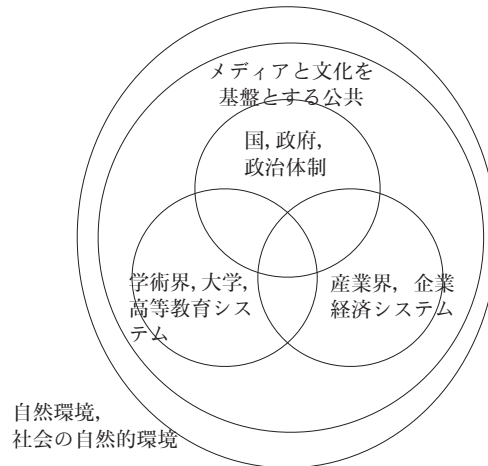 メディアと文化を
基盤とする公共
国, 政府,
政治体制
学術界, 大学,
高等教育シス
テム
産業界, 企業
経済システム
自然環境,
社会の自然的環境